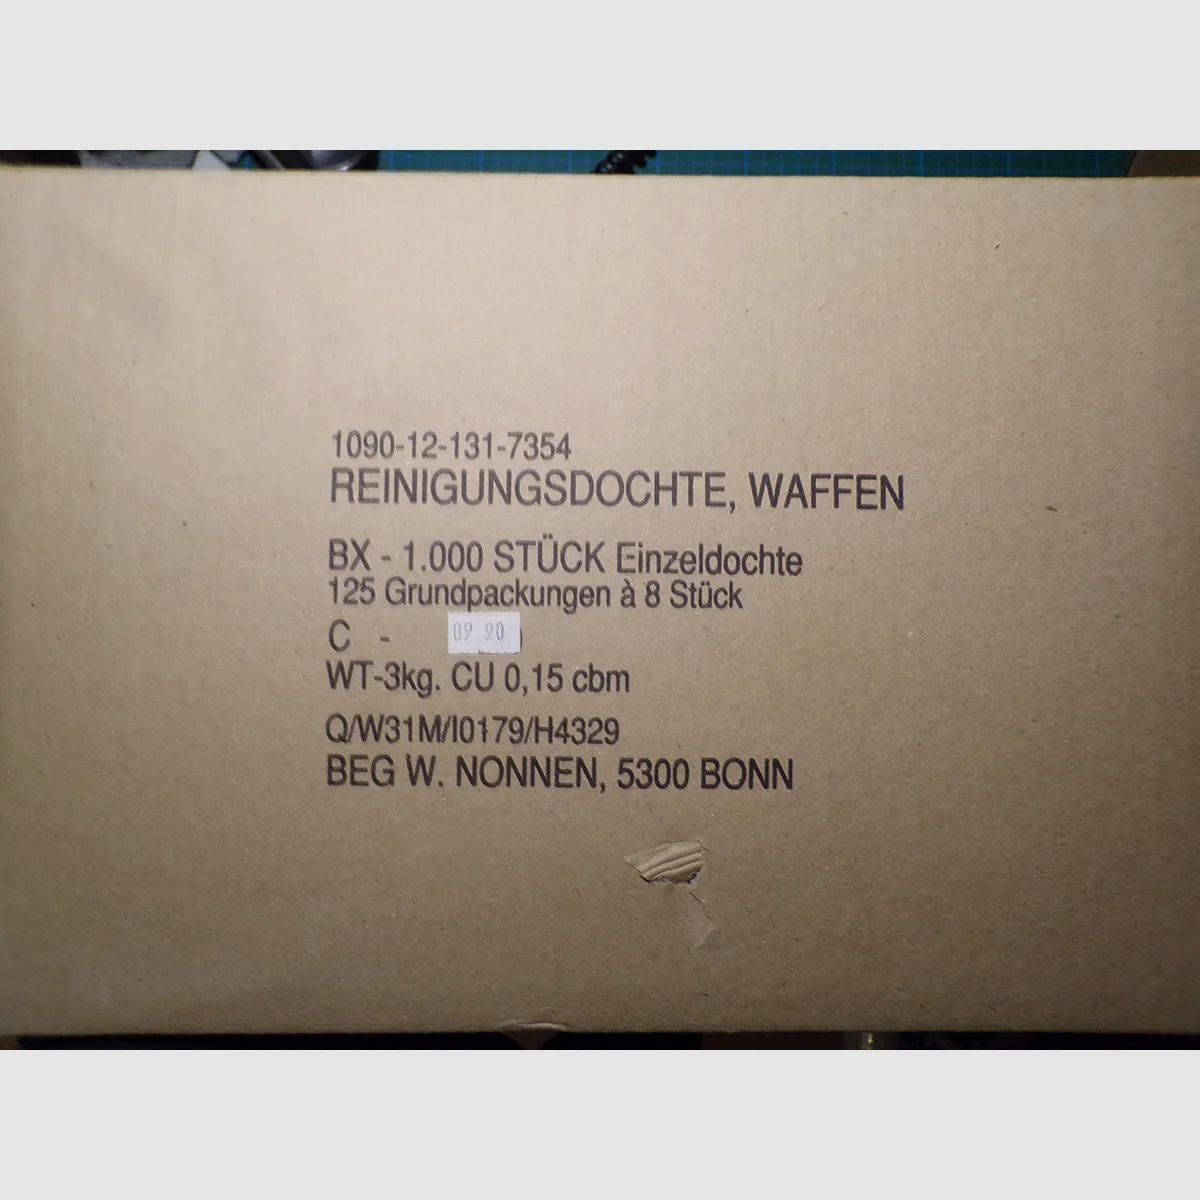 1090-12-131-7354
REINIGUNGSDOCHTE, WAFFEN
BX - 1.000 STÜCK Einzeldochte
125 Grundpackungen à 8 Stück
C - 09 90
WT-3kg. CU 0,15 cbm
Q/W31M/I0179/H4329
BEG W. NONNEN, 5300 BONN